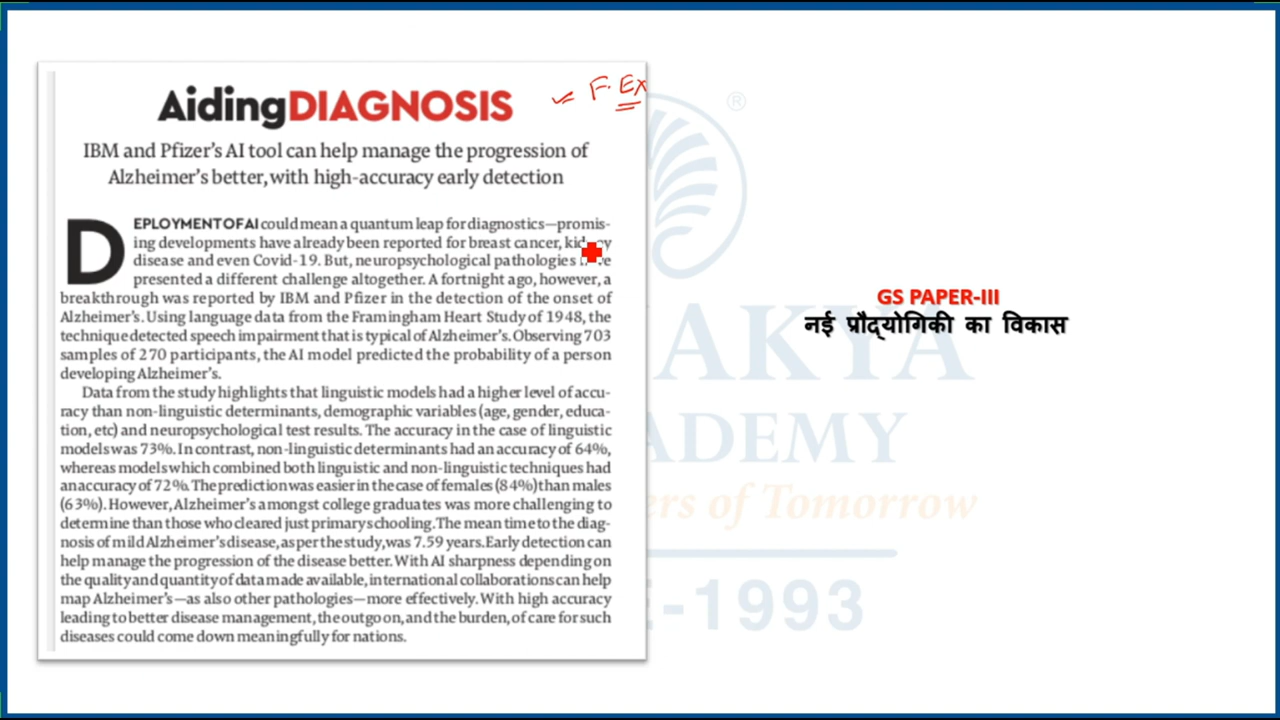 AidingDIAGNOSIS
F. Ex
IBM and Pfizer's AI tool can help manage the progression of
Alzheimer's better, with high-accuracy early detection
DEPLOYMENT OF AI could mean a quantum leap for diagnostics—promis-
ing developments have already been reported for breast cancer,
disease and even Covid-19. But, neuropsychological pathologies
presented a different challenge altogether. A fortnight ago, however, a
breakthrough was reported by IBM and Pfizer in the detection of the onset of
Alzheimer's. Using language data from the Framingham Heart Study of 1948, the
technique detected speech impairment that is typical of Alzheimer's. Observing 703
samples of 270 participants, the AI model predicted the probability of a person
developing Alzheimer's.
Data from the study highlights that linguistic models had a higher level of accu-
racy than non-linguistic determinants, demographic variables (age, gender, educa-
tion, etc) and neuropsychological test results. The accuracy in the case of linguistic
models was 73%. In contrast, non-linguistic determinants had an accuracy of 64%,
whereas models which combined both linguistic and non-linguistic techniques had
an accuracy of 72%. The prediction was easier in the case of females (84%) than males
(63%). However, Alzheimer's amongst college graduates was more challenging to
determine than those who cleared just primary schooling. The mean time to the diag-
nosis of mild Alzheimer's disease, as per the study, was 7.59 years. Early detection can
help manage the progression of the disease better. With AI sharpness depending on
the quality and quantity of data made available, international collaborations can help
map Alzheimer's—as also other pathologies—more effectively. With high accuracy
leading to better disease management, the outgo on, and the burden, of care for such
diseases could come down meaningfully for nations.
GS PAPER-III
नई प्रौद्योगिकी का विकास
®
AKYA
ADEMY
ers of Tomorrow
E-1993